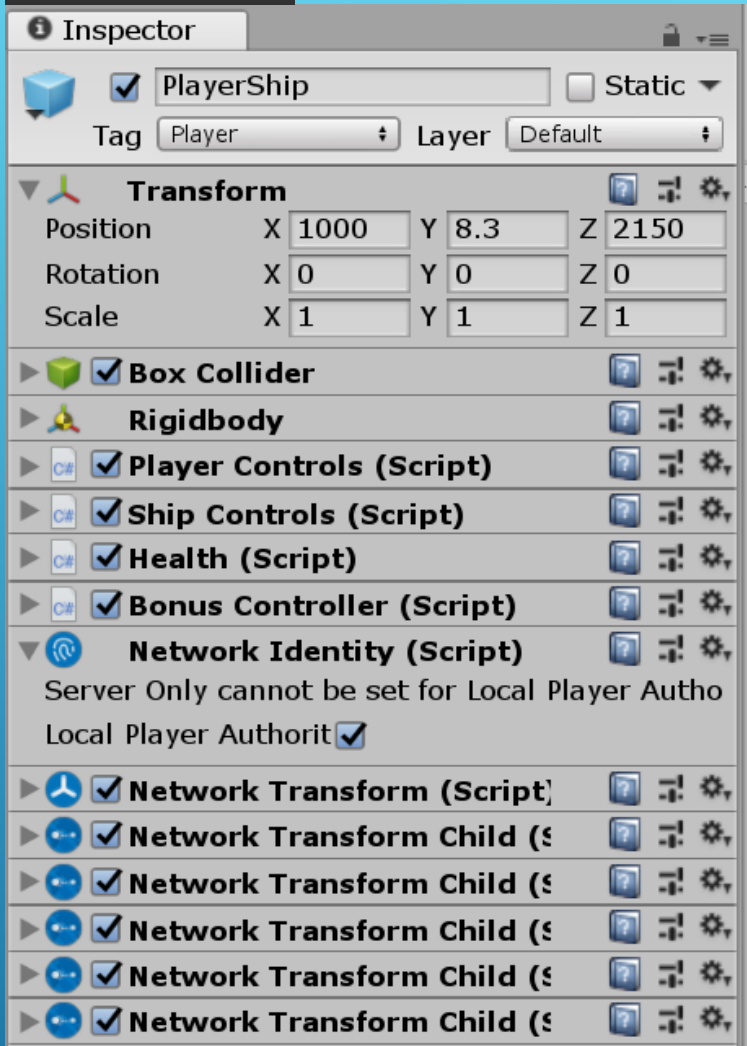 Inspector
PlayerShip Static
Tag Player Layer Default
Transform
Position X 1000 Y 8.3 Z 2150
Rotation X 0 Y 0 Z 0
Scale X 1 Y 1 Z 1
Box Collider
Rigidbody
C# Player Controls (Script)
C# Ship Controls (Script)
C# Health (Script)
C# Bonus Controller (Script)
Network Identity (Script)
Server Only cannot be set for Local Player Autho
Local Player Authorit
Network Transform (Script)
Network Transform Child (S
Network Transform Child (S
Network Transform Child (S
Network Transform Child (S
Network Transform Child (S